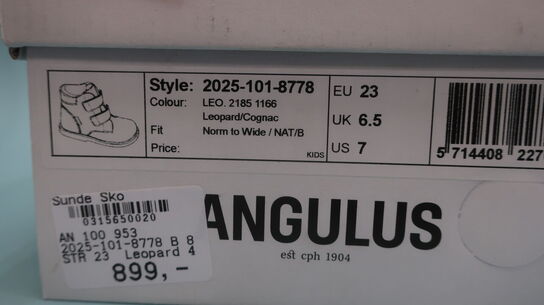 Style: 2025-101-8778
Colour: LEO. 2185 1166
Leopard/Cognac
Fit Norm to Wide / NAT/B
Price:
KIDS
EU 23
UK 6.5
US 7
5 714408 227
Sunde Sko
0315650020
AN 100 953
2025-101-8778 B 8
STR 23 Leopard 4
899,-
ANGULUS
est cph 1904